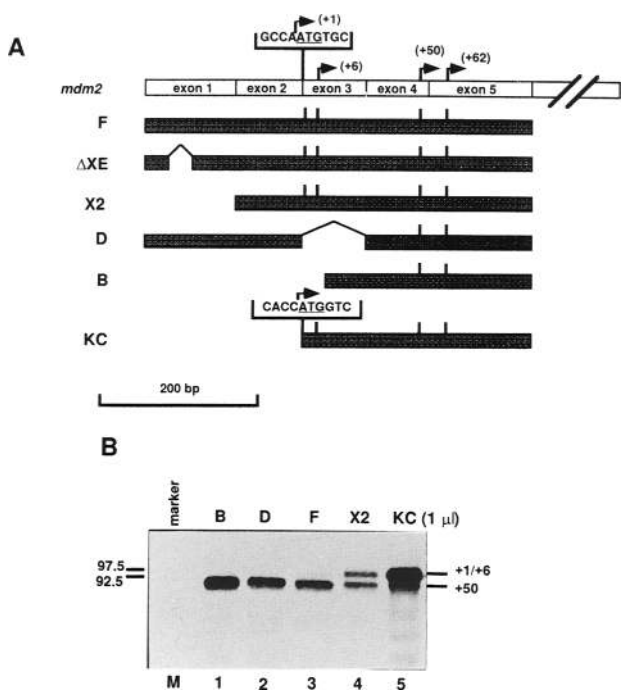 A
GCCAATGTGC
(+1)
(+6)
(+50)
(+62)
mdm2
exon 1
exon 2
exon 3
exon 4
exon 5
F
ΔXE
X2
D
B
CACCATGGTC
KC
200 bp
B
marker
B D F X2 KC (1 µl)
97.5
92.5
+1/+6
+50
M 1 2 3 4 5